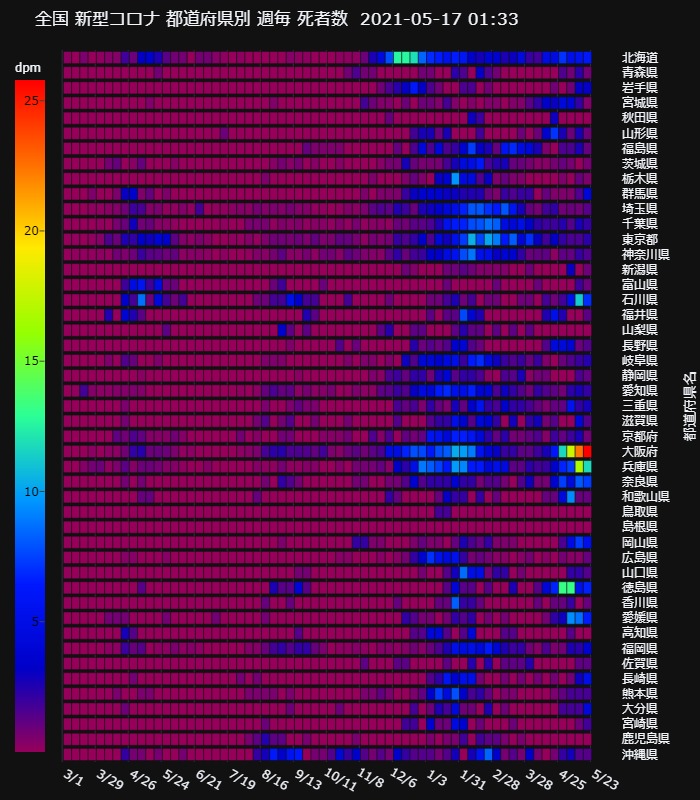 全国 新型コロナ 都道府県別 週毎 死者数 2021-05-17 01:33
dpm
25
20
15
10
5
北海道
青森県
岩手県
宮城県
秋田県
山形県
福島県
茨城県
栃木県
群馬県
埼玉県
千葉県
東京都
神奈川県
新潟県
富山県
石川県
福井県
山梨県
長野県
岐阜県
静岡県
愛知県
三重県
滋賀県
京都府
大阪府
兵庫県
奈良県
和歌山県
鳥取県
島根県
岡山県
広島県
山口県
徳島県
香川県
愛媛県
高知県
福岡県
佐賀県
長崎県
熊本県
大分県
宮崎県
鹿児島県
沖縄県
都道府県名
3/1 3/29 4/26 5/24 6/21 7/19 8/16 9/13 10/11 11/8 12/6 1/3 1/31 2/28 3/28 4/25 5/23